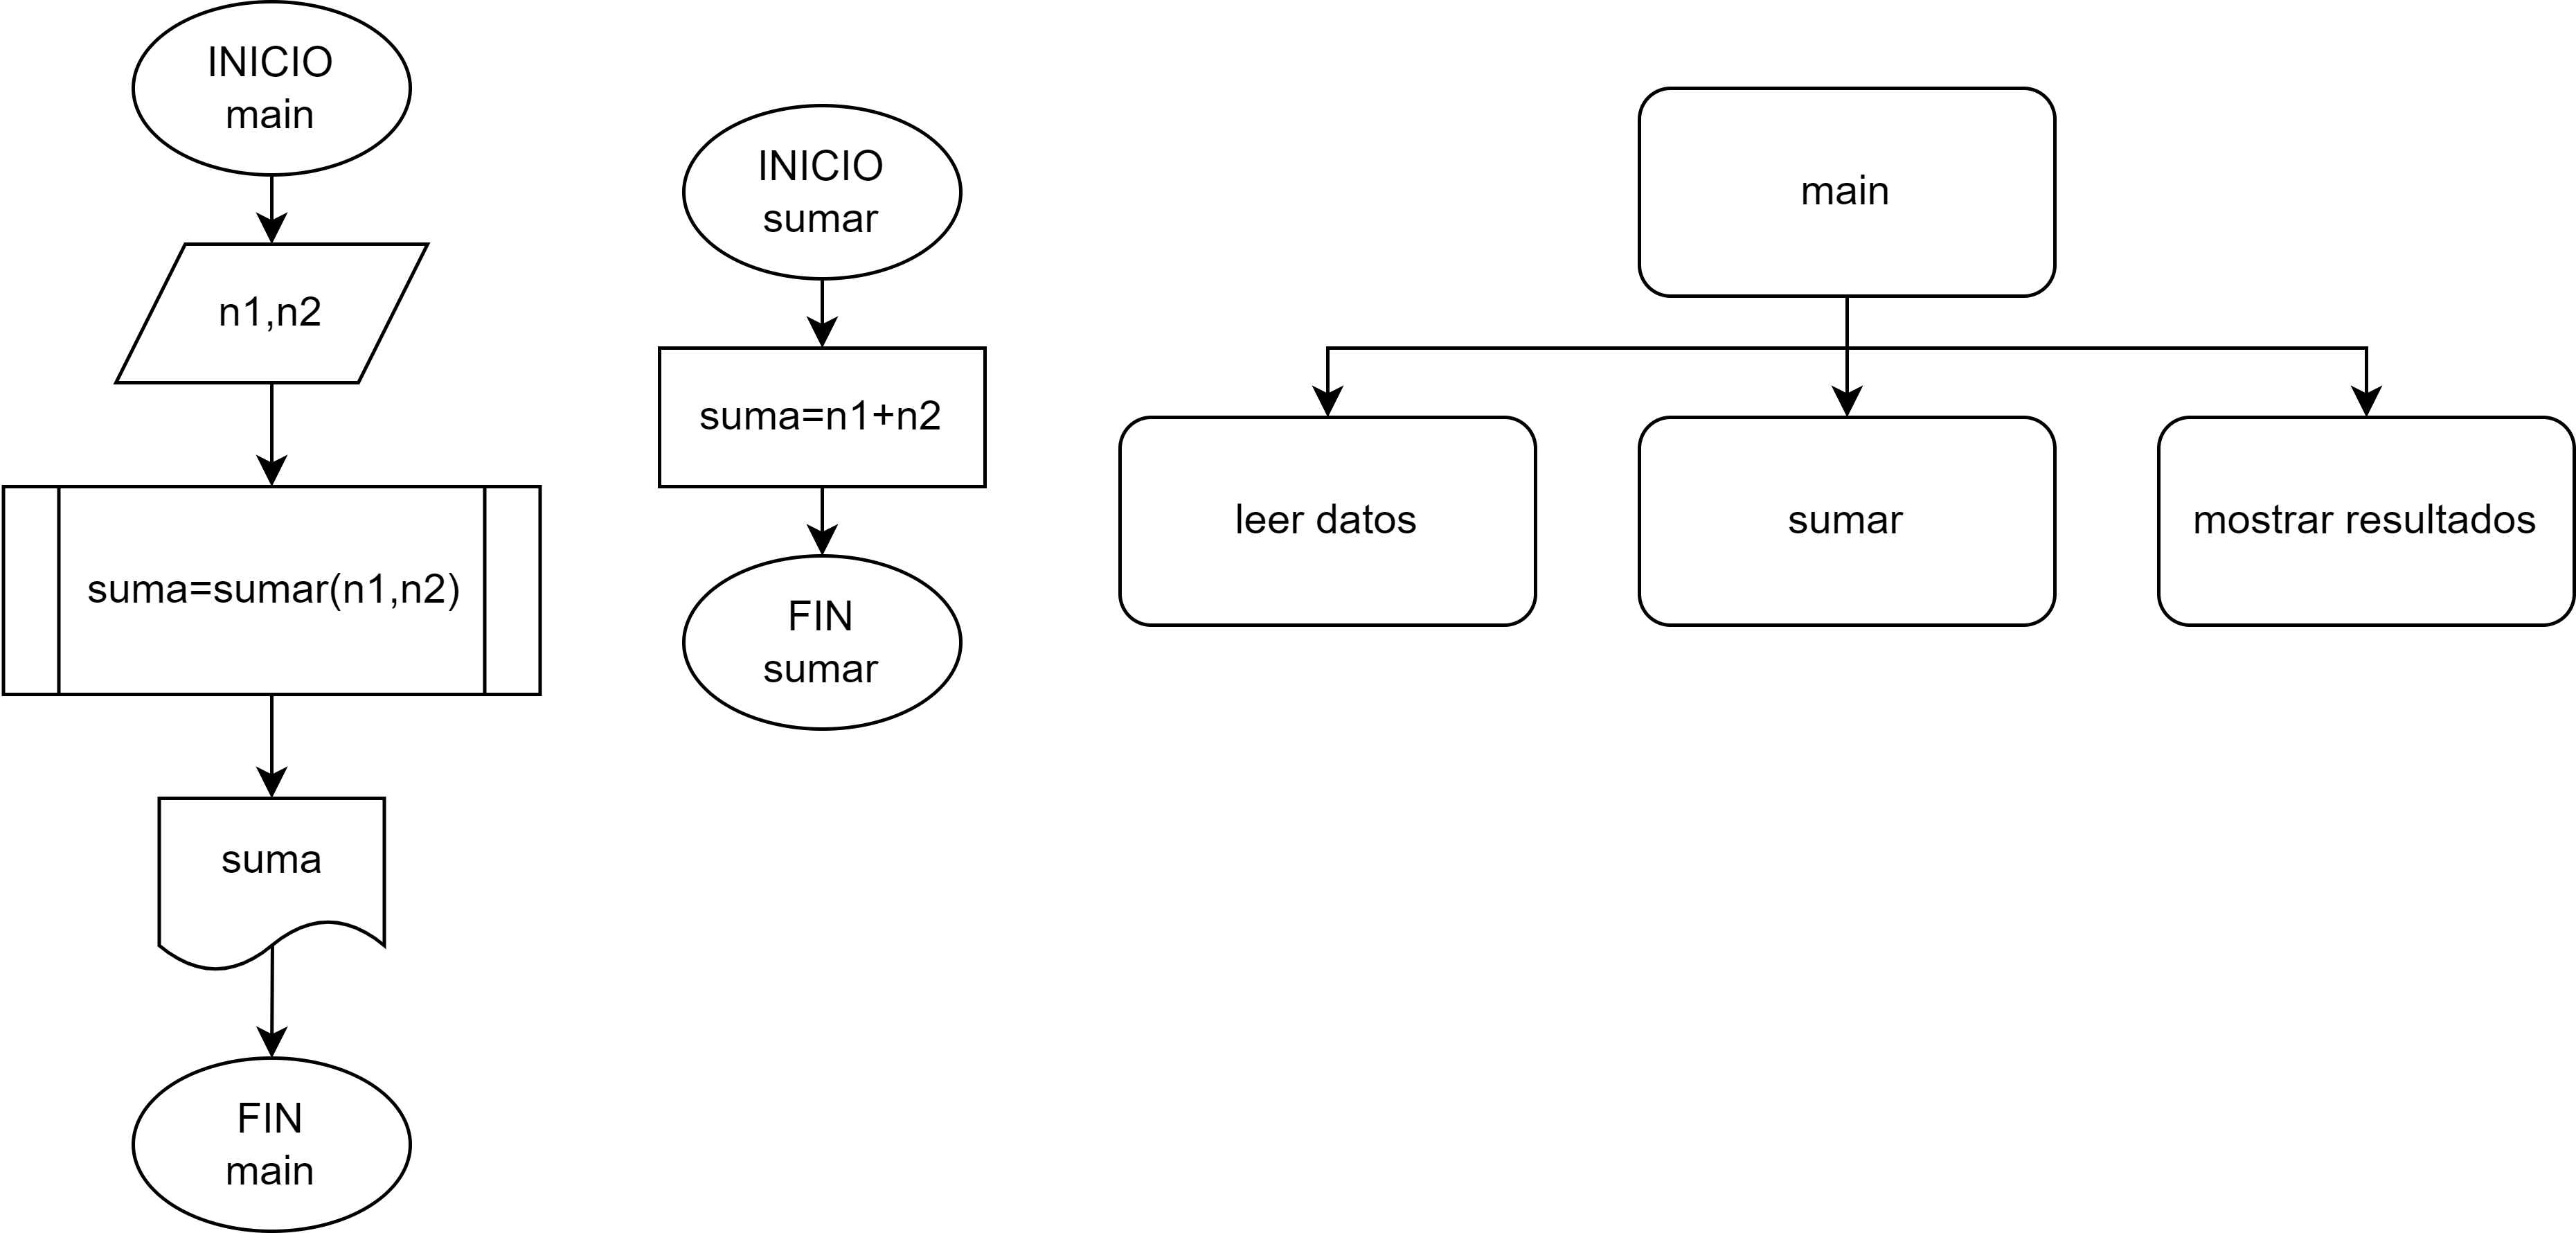 INICIO
main
n1,n2
suma=sumar(n1,n2)
suma
FIN
main
INICIO
sumar
suma=n1+n2
FIN
sumar
main
leer datos
sumar
mostrar resultados